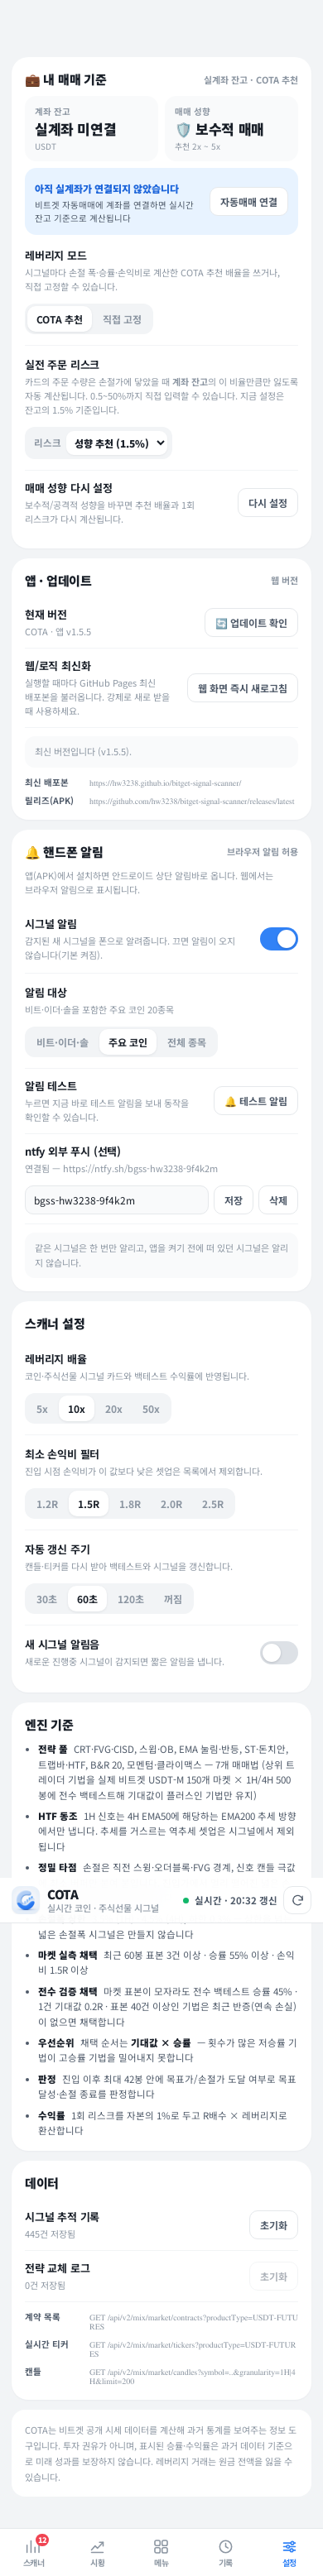 💼 내 매매 기준
실계좌 잔고 · COTA 추천
계좌 잔고
실계좌 미연결
USDT
매매 성향
🛡️ 보수적 매매
추천 2x ~ 5x
아직 실계좌가 연결되지 않았습니다
비트겟 자동매매에 계좌를 연결하면 실시간
잔고 기준으로 계산됩니다
자동매매 연결
레버리지 모드
시그널마다 손절 폭·승률·손익비로 계산한 COTA 추천 배율을 쓰거나,
직접 고정할 수 있습니다.
COTA 추천
직접 고정
실전 주문 리스크
카드의 주문 수량은 손절가에 닿았을 때 계좌 잔고의 이 비율만큼만 잃도록
자동 계산됩니다. 0.5~50%까지 직접 입력할 수 있습니다. 지금 설정은
잔고의 1.5% 기준입니다.
리스크 성향 추천 (1.5%)
매매 성향 다시 설정
보수적/공격적 성향을 바꾸면 추천 배율과 1회
리스크가 다시 계산됩니다.
다시 설정
앱 · 업데이트
웹 버전
현재 버전
COTA · 앱 v1.5.5
🔄 업데이트 확인
웹/로직 최신화
실행할 때마다 GitHub Pages 최신
배포본을 불러옵니다. 강제로 새로 받을
때 사용하세요.
웹 화면 즉시 새로고침
최신 버전입니다 (v1.5.5).
최신 배포본 https://hw3238.github.io/bitget-signal-scanner/
릴리즈(APK) https://github.com/hw3238/bitget-signal-scanner/releases/latest
🔔 핸드폰 알림
브라우저 알림 허용
앱(APK)에서 설치하면 안드로이드 상단 알림바로 옵니다. 웹에서는
브라우저 알림으로 표시됩니다.
시그널 알림
감지된 새 시그널을 폰으로 알려줍니다. 끄면 알림이 오지
않습니다(기본 켜짐).
알림 대상
비트·이더·솔을 포함한 주요 코인 20종목
비트·이더·솔
주요 코인
전체 종목
알림 테스트
누르면 지금 바로 테스트 알림을 보내 동작을
확인할 수 있습니다.
🔔 테스트 알림
ntfy 외부 푸시 (선택)
연결됨 — https://ntfy.sh/bgss-hw3238-9f4k2m
bgss-hw3238-9f4k2m
저장
삭제
같은 시그널은 한 번만 알리고, 앱을 켜기 전에 떠 있던 시그널은 알리
지 않습니다.
스캐너 설정
레버리지 배율
코인·주식선물 시그널 카드와 백테스트 수익률에 반영됩니다.
5x
10x
20x
50x
최소 손익비 필터
진입 시점 손익비가 이 값보다 낮은 셋업은 목록에서 제외합니다.
1.2R
1.5R
1.8R
2.0R
2.5R
자동 갱신 주기
캔들·티커를 다시 받아 백테스트와 시그널을 갱신합니다.
30초
60초
120초
꺼짐
새 시그널 알림음
새로운 진행중 시그널이 감지되면 짧은 알림을 냅니다.
엔진 기준
• 전략 풀 CRT·FVG·CISD, 스윕·OB, EMA 눌림·반등, ST·돈치안,
트랩바·HTF, B&R 20, 모멘텀·클라이맥스 — 7개 매매법 (상위 트
레이더 기법을 실제 비트겟 USDT-M 150개 마켓 × 1H/4H 500
봉에 전수 백테스트해 기대값이 플러스인 기법만 유지)
• HTF 동조 1H 신호는 4H EMA50에 해당하는 EMA200 추세 방향
에서만 냅니다. 추세를 거스르는 역추세 셋업은 시그널에서 제외
됩니다
• 정밀 타점 손절은 직전 스윙·오더블록·FVG 경계, 신호 캔들 극값
COTA
실시간 코인 · 주식선물 시그널
실시간 · 20:32 갱신
넓은 손절폭 시그널은 만들지 않습니다
• 마켓 실측 채택 최근 60봉 표본 3건 이상 · 승률 55% 이상 · 손익
비 1.5R 이상
• 전수 검증 채택 마켓 표본이 모자라도 전수 백테스트 승률 45% ·
1건 기대값 0.2R · 표본 40건 이상인 기법은 최근 반증(연속 손실)
이 없으면 채택합니다
• 우선순위 채택 순서는 기대값 × 승률 — 횟수가 많은 저승률 기
법이 고승률 기법을 밀어내지 못합니다
• 판정 진입 이후 최대 42봉 안에 목표가/손절가 도달 여부로 목표
달성·손절 종료를 판정합니다
• 수익률 1회 리스크를 자본의 1%로 두고 R배수 × 레버리지로
환산합니다
데이터
시그널 추적 기록
445건 저장됨
초기화
전략 교체 로그
0건 저장됨
초기화
계약 목록 GET /api/v2/mix/market/contracts?productType=USDT-FUTU
RES
실시간 티커 GET /api/v2/mix/market/tickers?productType=USDT-FUTUR
ES
캔들 GET /api/v2/mix/market/candles?symbol=..&granularity=1H|4
H&limit=200
COTA는 비트겟 공개 시세 데이터를 계산해 과거 통계를 보여주는 정보 도
구입니다. 투자 권유가 아니며, 표시된 승률·수익률은 과거 데이터 기준으
로 미래 성과를 보장하지 않습니다. 레버리지 거래는 원금 전액을 잃을 수
있습니다.
12
스캐너
시황
메뉴
기록
설정